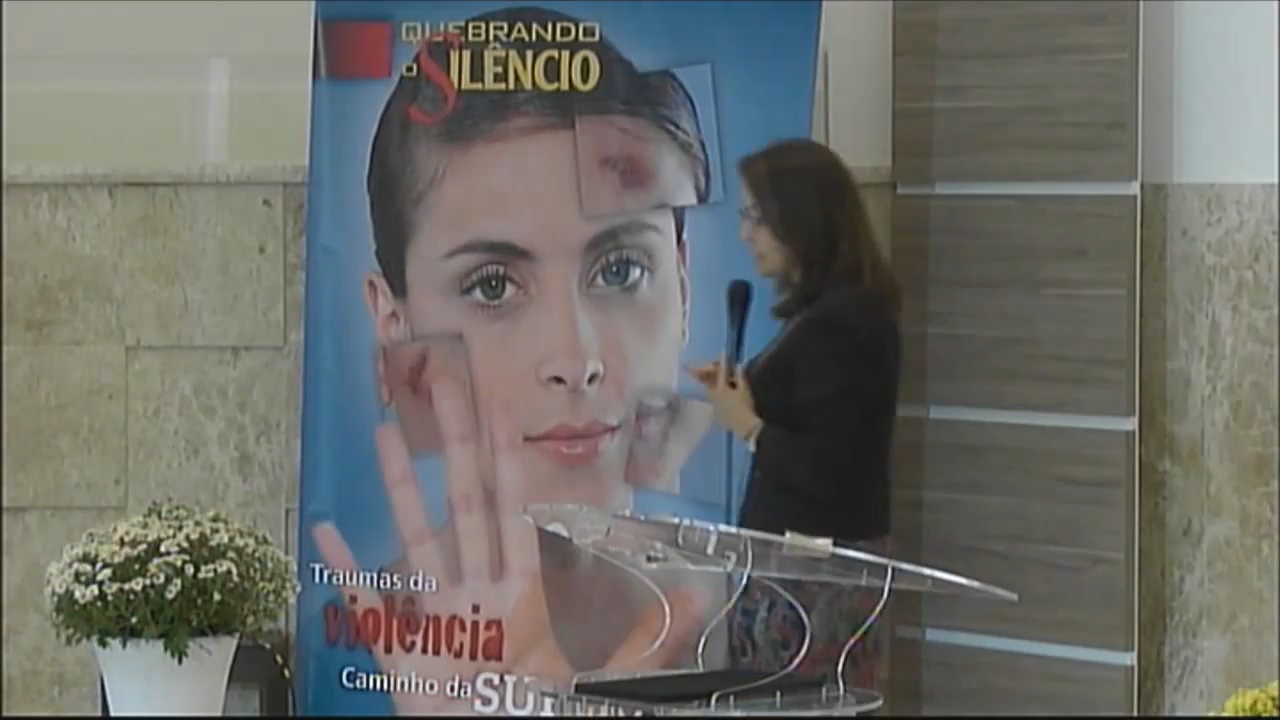 QUEBRANDO
O SILÊNCIO
Traumas da
violência
Caminho da